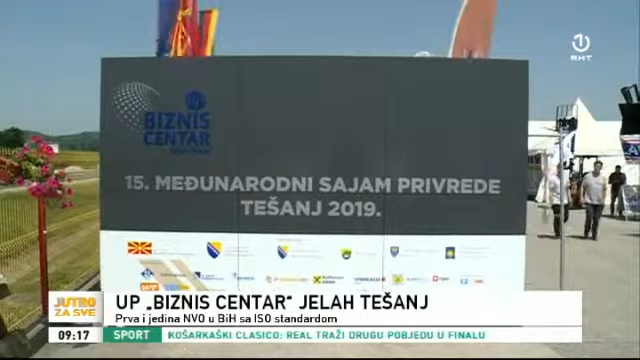 1
BHT
UP
BIZNIS
CENTAR
15. MEĐUNARODNI SAJAM PRIVREDE
TEŠANJ 2019.
JUTRO
ZA SVE
UP „BIZNIS CENTAR“ JELAH TEŠANJ
Prva i jedina NVO u BiH sa ISO standardom
09:17
SPORT
KOŠARKAŠKI CLASICO: REAL TRAŽI DRUGU POBJEDU U FINALU